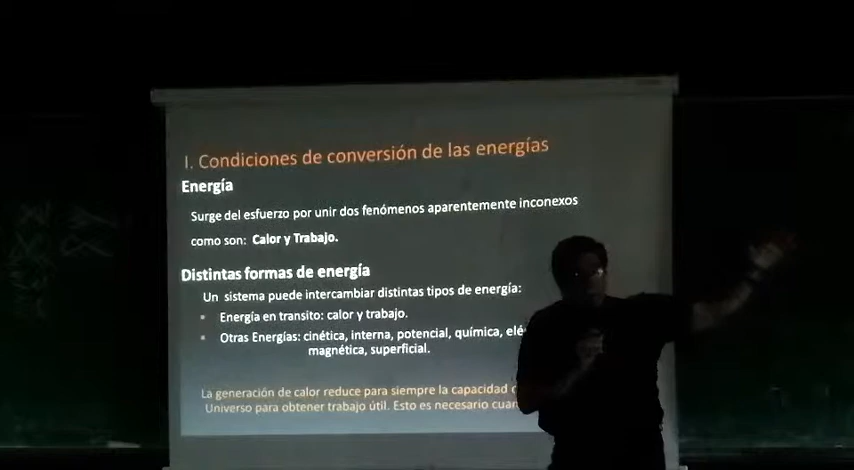 I. Condiciones de conversión de las energías
Energía
Surge del esfuerzo por unir dos fenómenos aparentemente inconexos
como son: Calor y Trabajo.
Distintas formas de energía
Un sistema puede intercambiar distintas tipos de energía:
Energía en transito: calor y trabajo.
Otras Energías: cinética, interna, potencial, química,
magnética, superficial.
La generación de calor reduce para siempre la capacidad
Universo para obtener trabajo útil. Esto es necesario